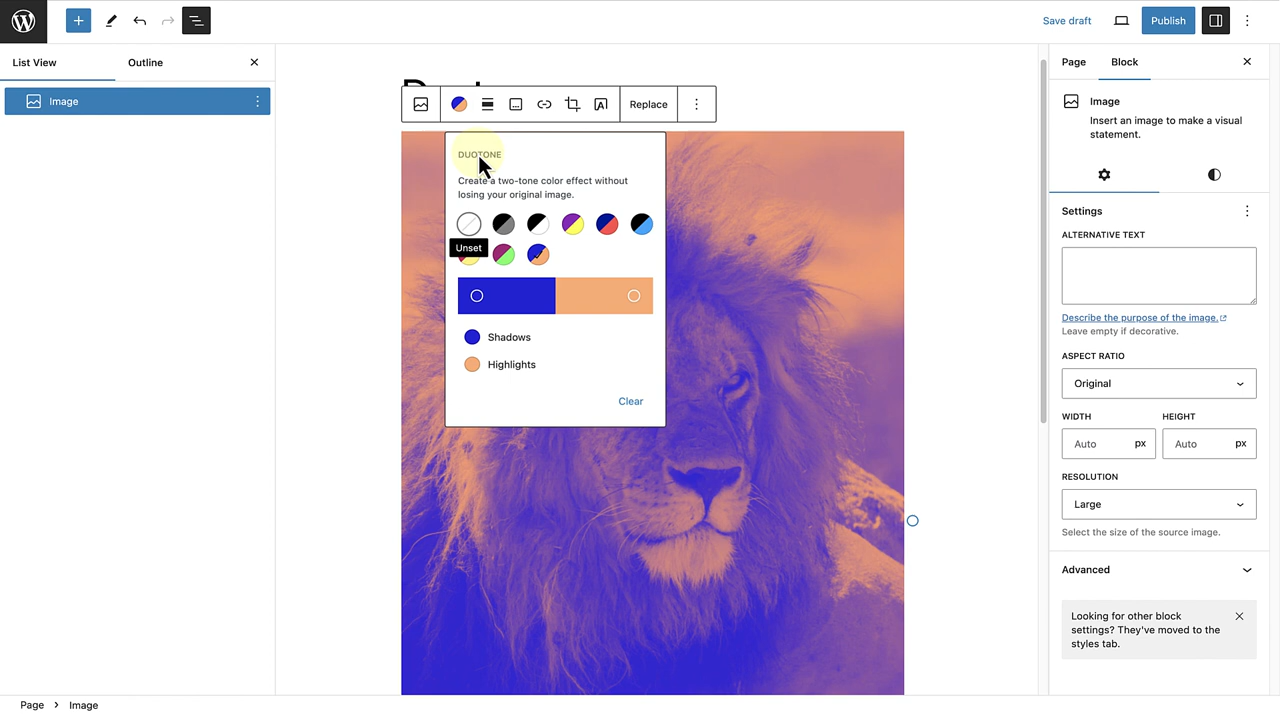 Save draft
Publish
List View
Outline
Page
Block
Image
Image
Insert an image to make a visual
statement.
Replace
DUOTONE
Create a two-tone color effect without
losing your original image.
Unset
Shadows
Highlights
Clear
Settings
ALTERNATIVE TEXT
Describe the purpose of the image.
Leave empty if decorative.
ASPECT RATIO
Original
WIDTH
HEIGHT
Auto
px
Auto
px
RESOLUTION
Large
Select the size of the source image.
Advanced
Looking for other block
settings? They've moved to the
styles tab.
Page
Image